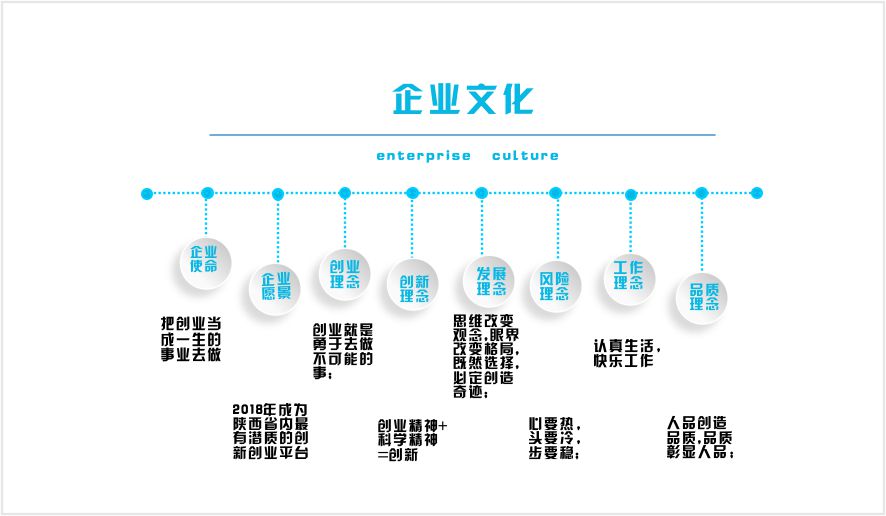 企业文化
enterprise culture
企业
使命
把创业当
成一生的
事业去做
企业
愿景
2018年成为
陕西省内最
有潜质的创
新创业平台
创业
理念
创业就是
勇于去做
不可能的
事；
创新
理念
创业精神+
科学精神
=创新
发展
理念
思维改变
观念,眼界
改变格局,
既然选择,
必定创造
奇迹；
风险
理念
心要热，
头要冷，
步要稳；
工作
理念
认真生活，
快乐工作
品质
理念
人品创造
品质,品质
彰显人品；